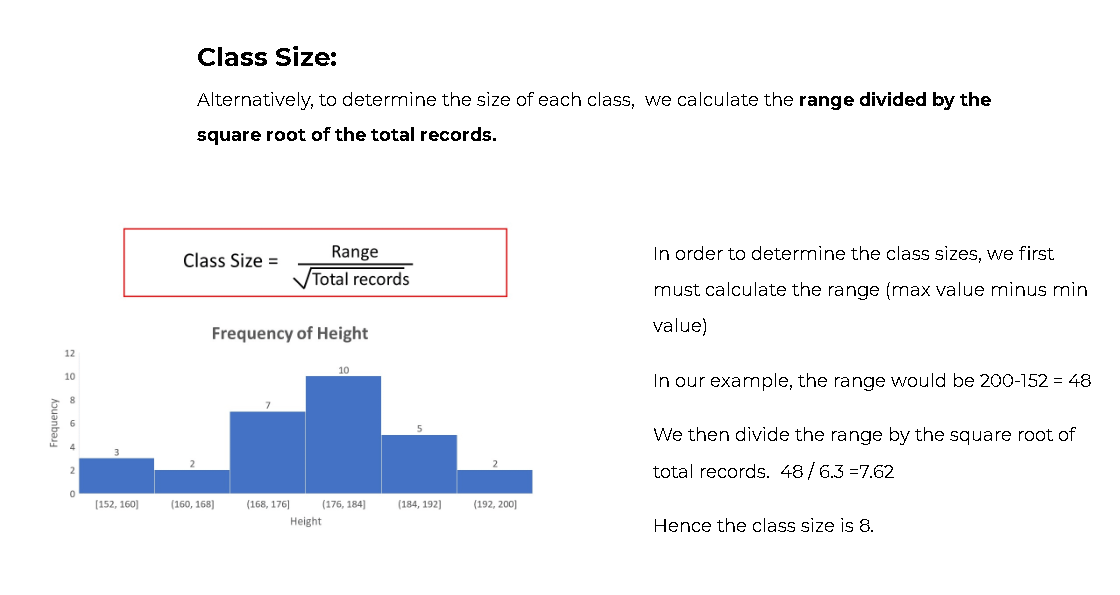 Class Size:
Alternatively, to determine the size of each class,  we calculate the range divided by the
square root of the total records.
Class Size = Range
√Total records
In order to determine the class sizes, we first
must calculate the range (max value minus min
value)
In our example, the range would be 200-152 = 48
We then divide the range by the square root of
total records.  48 / 6.3 =7.62
Hence the class size is 8.
Frequency of Height
12
10
8
6
4
2
0
Frequency
3
2
7
10
5
2
[152, 160]
(160, 168]
(168, 176]
(176, 184]
(184, 192]
(192, 200]
Height